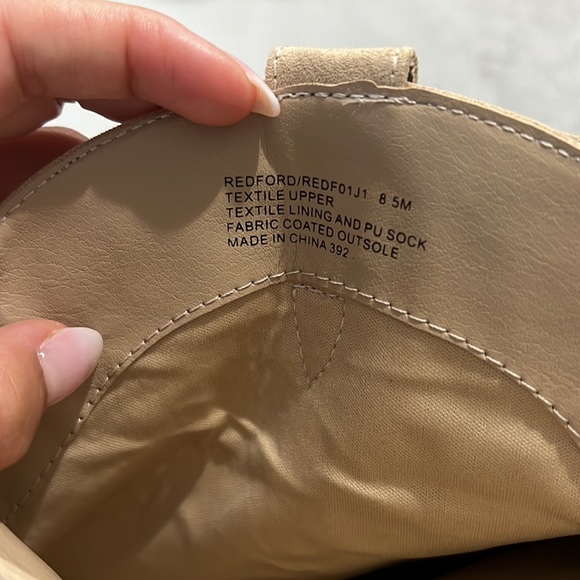 REDFORD/REDF01J1 8 5M
TEXTILE UPPER
TEXTILE LINING AND PU SOCK
FABRIC COATED OUTSOLE
MADE IN CHINA 392 .